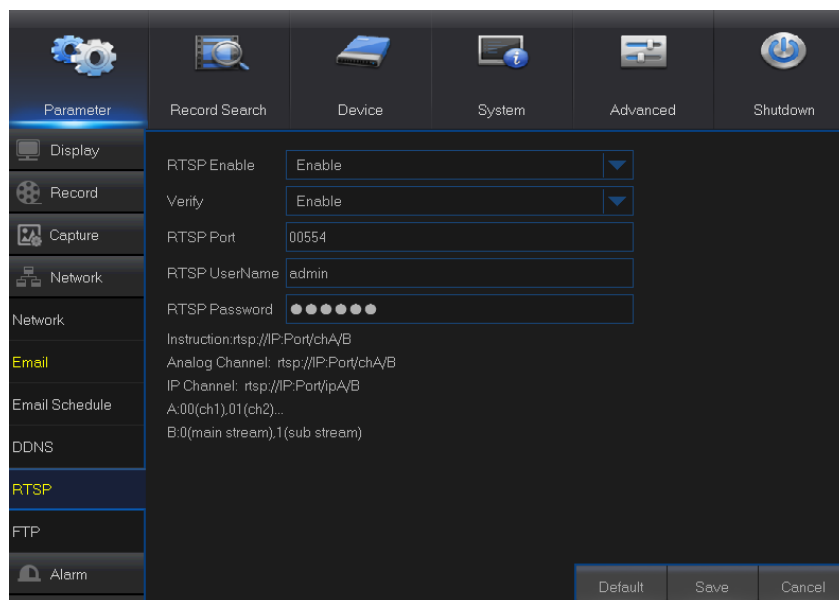 Parameter
Record Search
Device
System
Advanced
Shutdown
Display
Record
Capture
Network
Network
Email
Email Schedule
DDNS
RTSP
FTP
Alarm
RTSP Enable Enable
Verify Enable
RTSP Port 00554
RTSP UserName admin
RTSP Password ●●●●●●
Instruction:rtsp://IP:Port/chA/B
Analog Channel: rtsp://IP:Port/chA/B
IP Channel: rtsp://IP:Port/ipA/B
A:00(ch1),01(ch2)...
B:0(main stream),1(sub stream)
Default
Save
Cancel